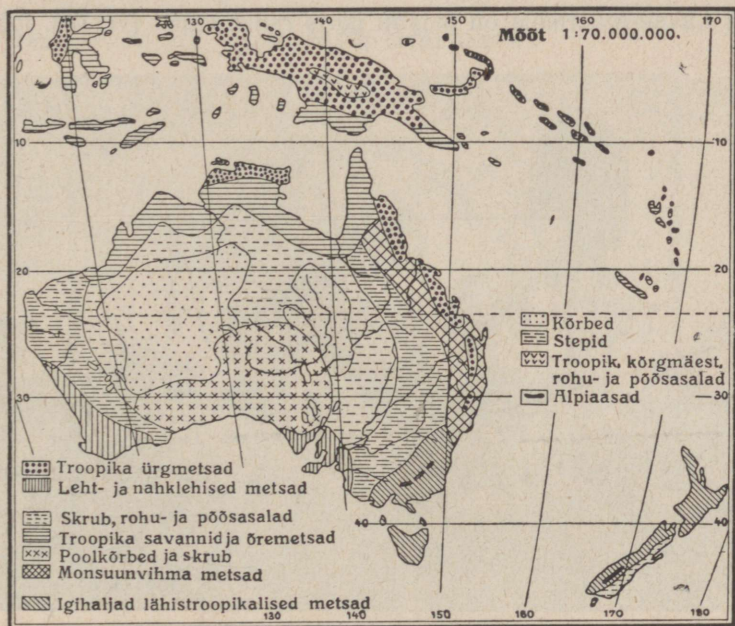 130 140 150 160 170
Mõõt 1:70.000.000.
10 10
20 20
Kõrbed
Stepid
Troopik. kõrgmäest.
rohu- ja põõsasalad
Alpiaasad
30 30
Troopika ürgmetsad
Leht- ja nahklehised metsad
Skrub, rohu- ja põõsasalad
Troopika savannid ja õremetsad
40 40
Poolkõrbed ja skrub
Monsuunvihma metsad
Igihaljad lähistroopikalised metsad
140 150 160 170 180